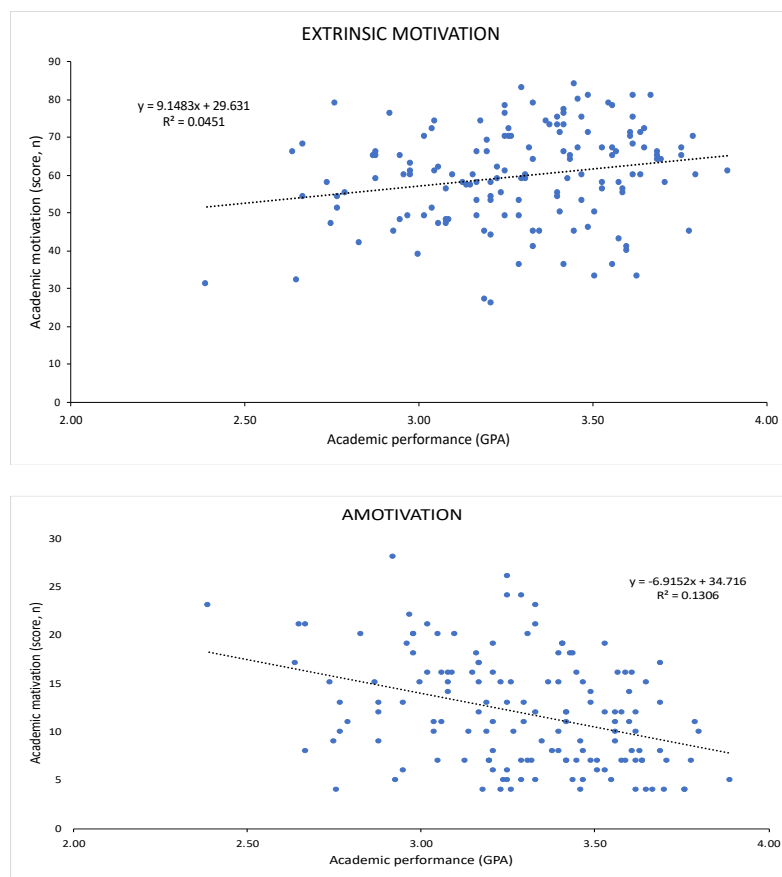 EXTRINSIC MOTIVATION
90
y = 9.1483x + 29.631
R² = 0.0451
80
70
60
50
40
30
20
10
0
Academic motivation (score, n)
2.00 2.50 3.00 3.50 4.00
Academic performance (GPA)
AMOTIVATION
30
y = -6.9152x + 34.716
R² = 0.1306
25
20
15
10
5
0
Academic mativation (score, n)
2.00 2.50 3.00 3.50 4.00
Academic performance (GPA)